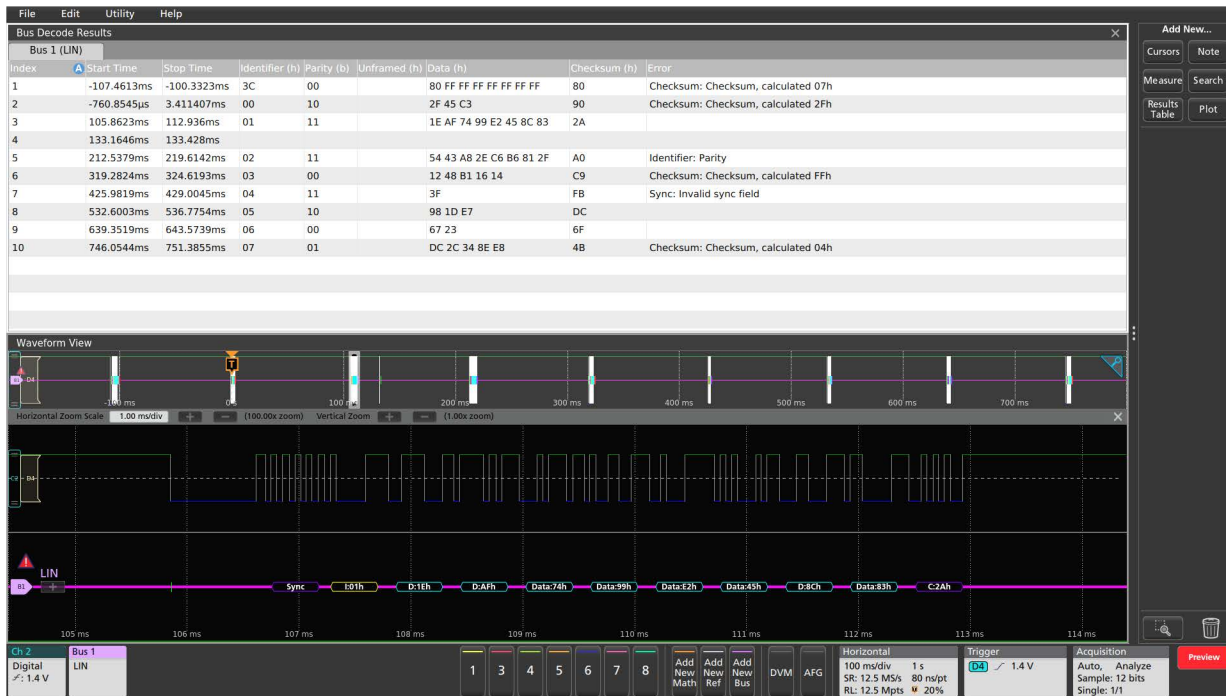 File Edit Utility Help
Add New...
Bus Decode Results
Cursors Note
Bus 1 (LIN)
Index Start Time Stop Time Identifier (h) Parity (b) Unframed (h) Data (h) Checksum (h) Error
A
Measure Search
1 -107.4613ms -100.3323ms 3C 00 80 FF FF FF FF FF FF FF 80 Checksum: Checksum, calculated 07h
2 -760.8545µs 3.411407ms 00 10 2F 45 C3 90 Checksum: Checksum, calculated 2Fh
Results Table Plot
3 105.8623ms 112.936ms 01 11 1E AF 74 99 E2 45 8C 83 2A
4 133.1646ms 133.428ms
5 212.5379ms 219.6142ms 02 11 54 43 A8 2E C6 B6 81 2F A0 Identifier: Parity
6 319.2824ms 324.6193ms 03 00 12 48 B1 16 14 C9 Checksum: Checksum, calculated FFh
7 425.9819ms 429.0045ms 04 11 3F FB Sync: Invalid sync field
8 532.6003ms 536.7754ms 05 10 98 1D E7 DC
9 639.3519ms 643.5739ms 06 00 67 23 6F
10 746.0544ms 751.3855ms 07 01 DC 2C 34 8E E8 4B Checksum: Checksum, calculated 04h
Waveform View
T
B1 D4
-100 ms 0s 100 ms 200 ms 300 ms 400 ms 500 ms 600 ms 700 ms
Horizontal Zoom Scale 1.00 ms/div + - (100.00x zoom) Vertical Zoom + - (1.00x zoom)
C2 D4
LIN
B1 + Sync I:01h D:1Eh D:AFh Data:74h Data:99h Data:E2h Data:45h D:8Ch Data:83h C:2Ah
105 ms 106 ms 107 ms 108 ms 109 ms 110 ms 111 ms 112 ms 113 ms 114 ms
Ch 2 Bus 1 Horizontal Trigger Acquisition
Digital LIN 1 2 3 4 5 6 7 8 Add New Math Add New Ref Add New Bus DVM AFG 100 ms/div 1 s D4 1.4 V Auto, Analyze Preview
: 1.4 V SR: 12.5 MS/s 80 ns/pt Sample: 12 bits
RL: 12.5 Mpts 20% Single: 1/1